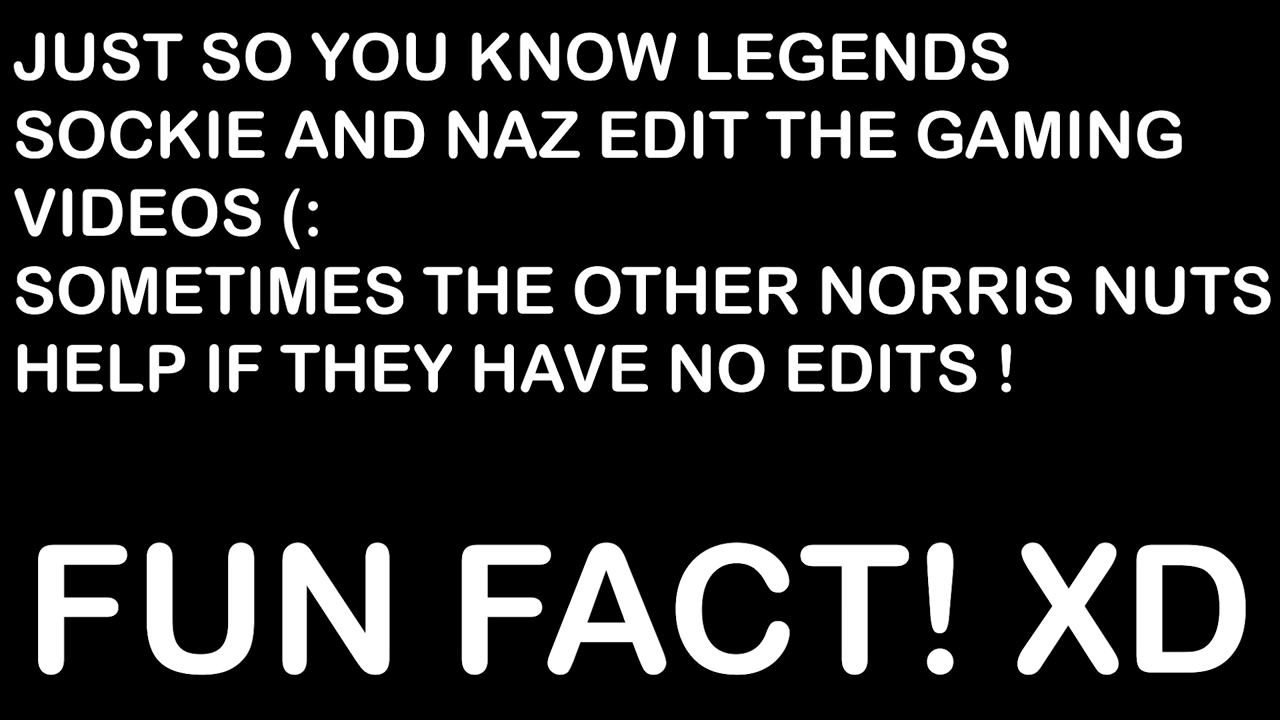 JUST SO YOU KNOW LEGENDS
SOCKIE AND NAZ EDIT THE GAMING
VIDEOS (:
SOMETIMES THE OTHER NORRIS NUTS
HELP IF THEY HAVE NO EDITS !
FUN FACT! XD